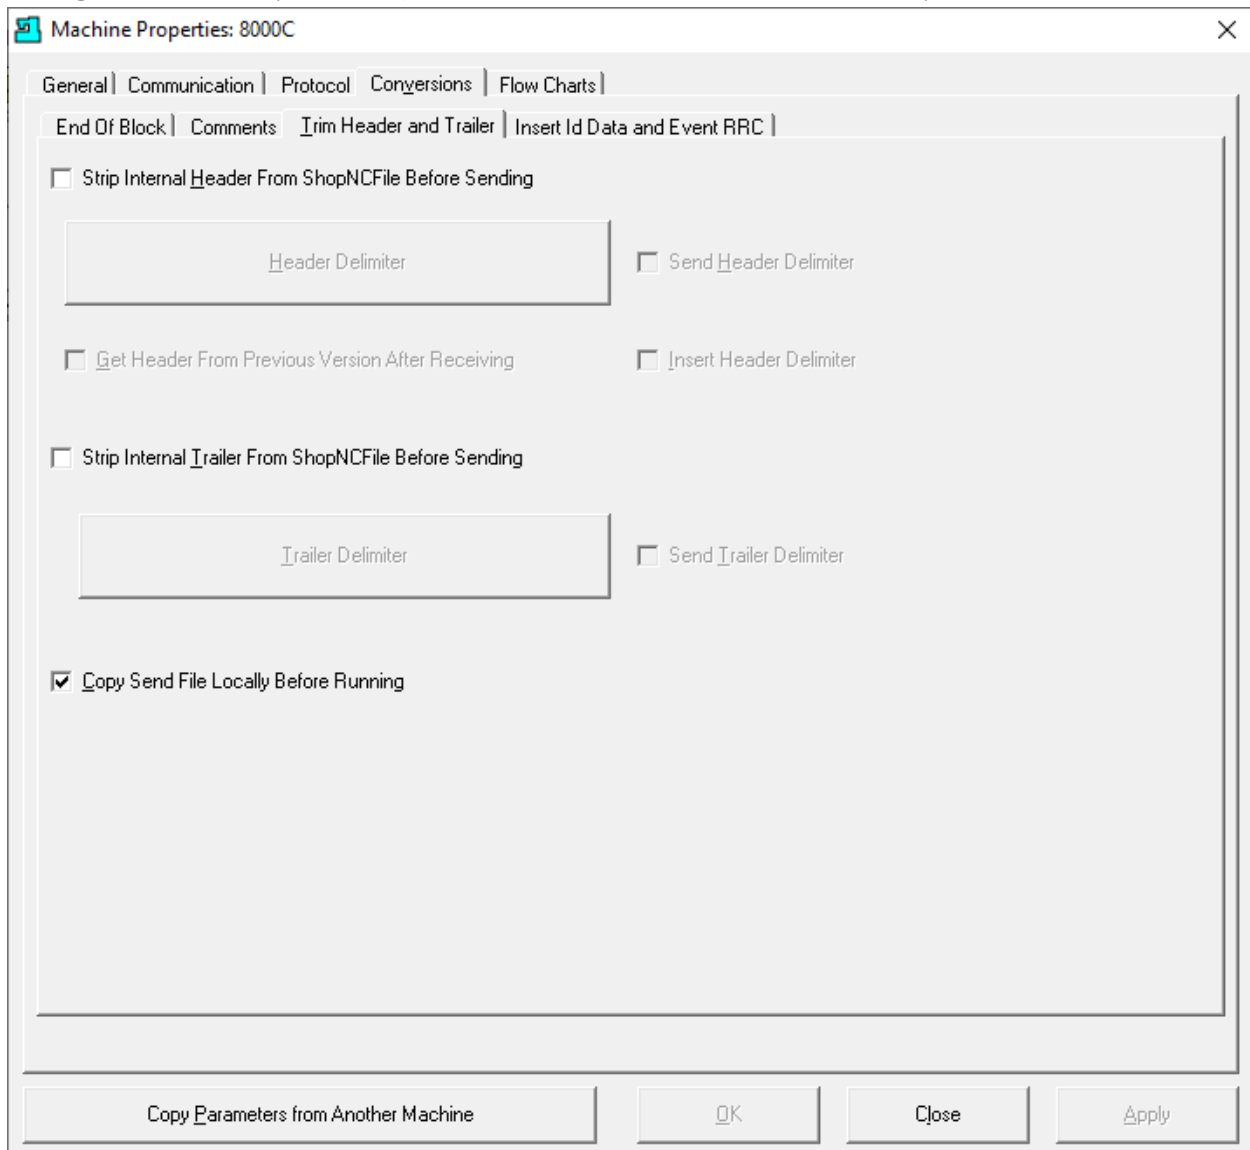 Machine Properties: 8000C
General Communication Protocol Conversions Flow Charts
End Of Block Comments Trim Header and Trailer Insert Id Data and Event RRC
Strip Internal Header From ShopNCFile Before Sending
Header Delimiter Send Header Delimiter
Get Header From Previous Version After Receiving Insert Header Delimiter
Strip Internal Trailer From ShopNCFile Before Sending
Trailer Delimiter Send Trailer Delimiter
Copy Send File Locally Before Running
Copy Parameters from Another Machine OK Close Apply